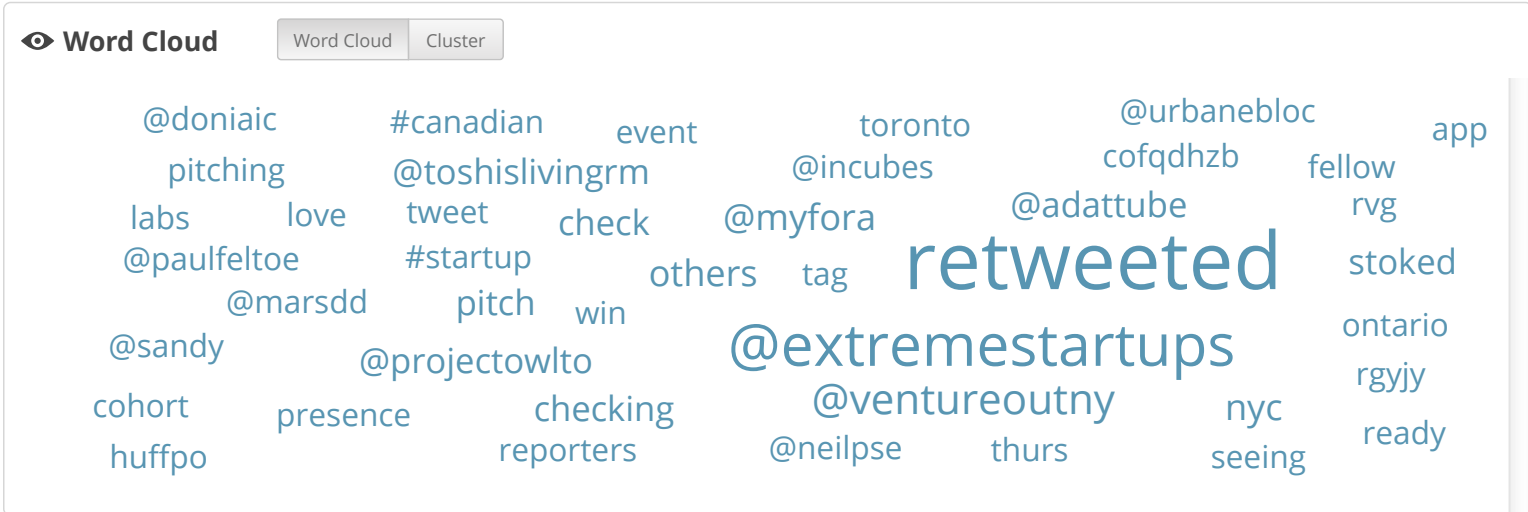 Word Cloud Word Cloud Cluster
@doniaic #canadian event toronto @urbanebloc app
pitching @toshislivingrm @incubes cofqdhzb fellow
labs love tweet check @myfora @adattube rvg
@paulfeltoe #startup others tag retweeted stoked
@marsdd pitch win ontario
@sandy @projectowlto @extremestartups rgyjy
cohort presence checking @ventureoutny nyc ready
huffpo reporters @neilpse thurs seeing